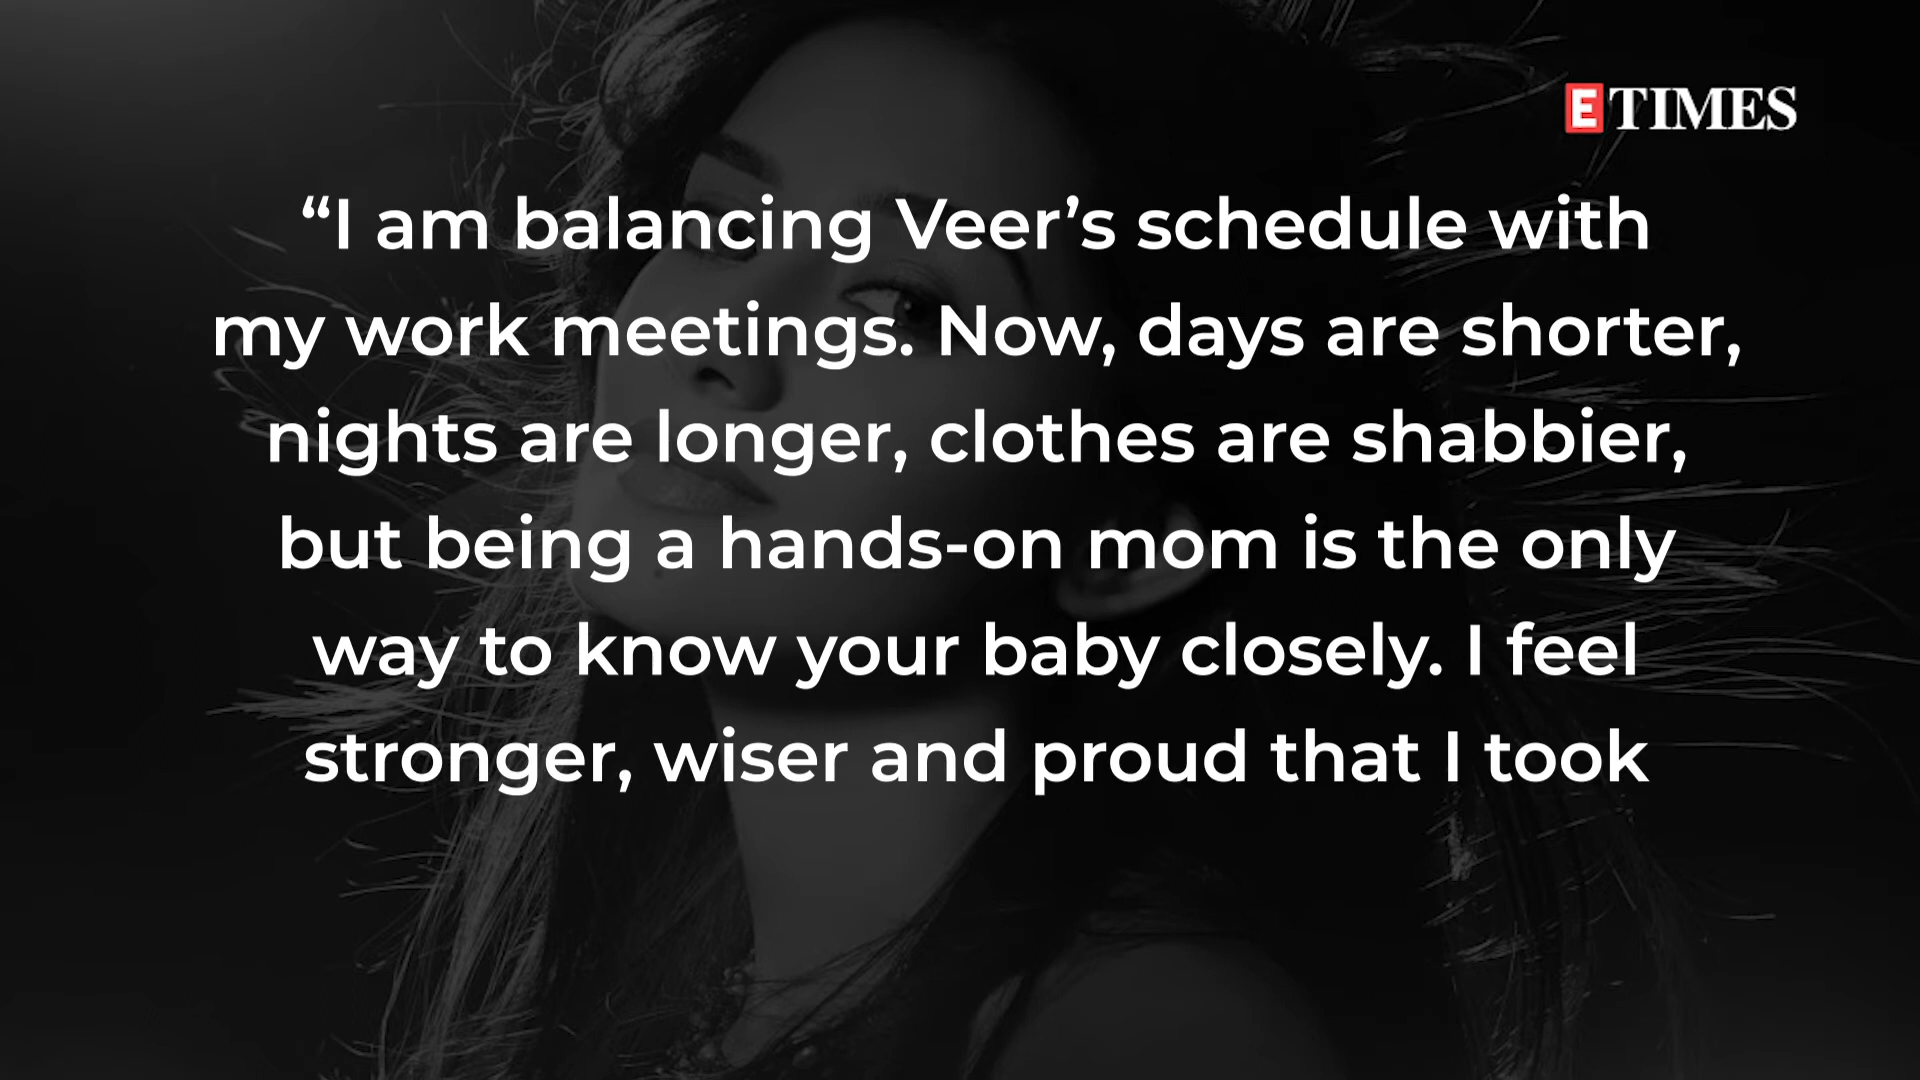 E TIMES
“I am balancing Veer’s schedule with
my work meetings. Now, days are shorter,
nights are longer, clothes are shabbier,
but being a hands-on mom is the only
way to know your baby closely. I feel
stronger, wiser and proud that I took